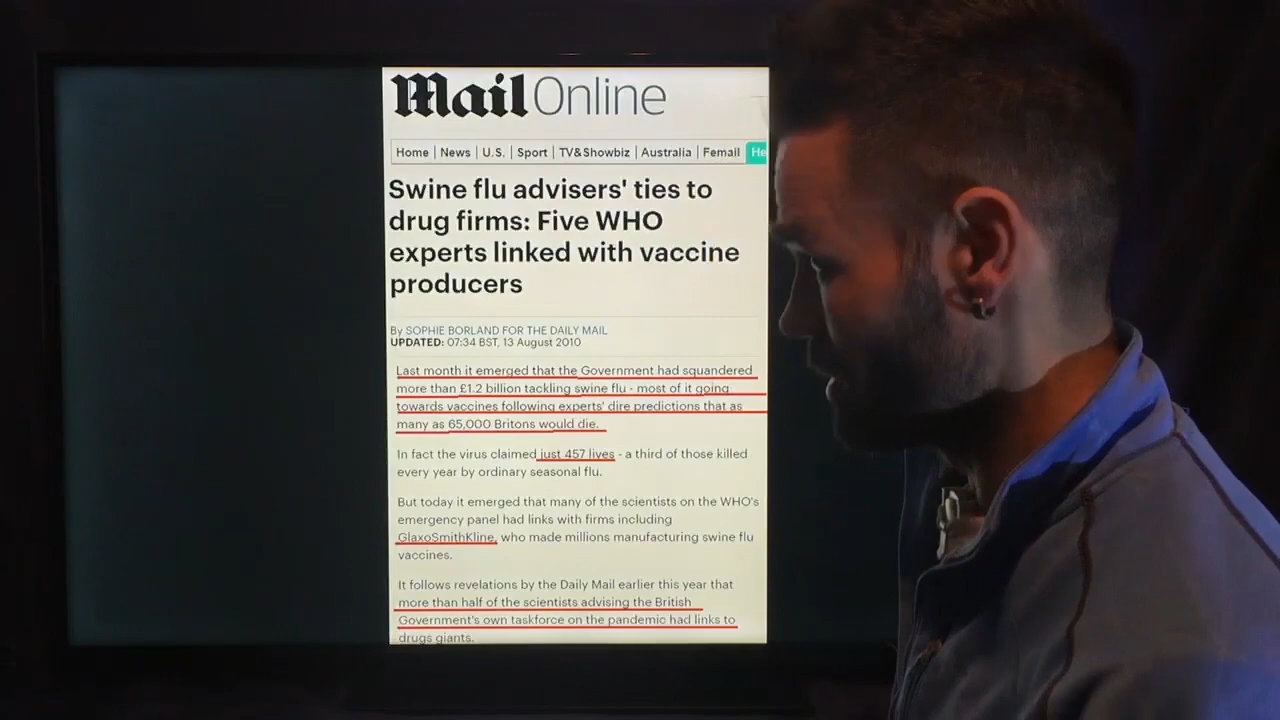 Mail Online
Home | News | U.S. | Sport | TV&Showbiz | Australia | Femail | He
Swine flu advisers' ties to
drug firms: Five WHO
experts linked with vaccine
producers
By SOPHIE BORLAND FOR THE DAILY MAIL
UPDATED: 07:34 BST, 13 August 2010
Last month it emerged that the Government had squandered
more than £1.2 billion tackling swine flu - most of it going
towards vaccines following experts' dire predictions that as
many as 65,000 Britons would die.
In fact the virus claimed just 457 lives - a third of those killed
every year by ordinary seasonal flu.
But today it emerged that many of the scientists on the WHO's
emergency panel had links with firms including
GlaxoSmithKline, who made millions manufacturing swine flu
vaccines.
It follows revelations by the Daily Mail earlier this year that
more than half of the scientists advising the British
Government's own taskforce on the pandemic had links to
drugs giants.